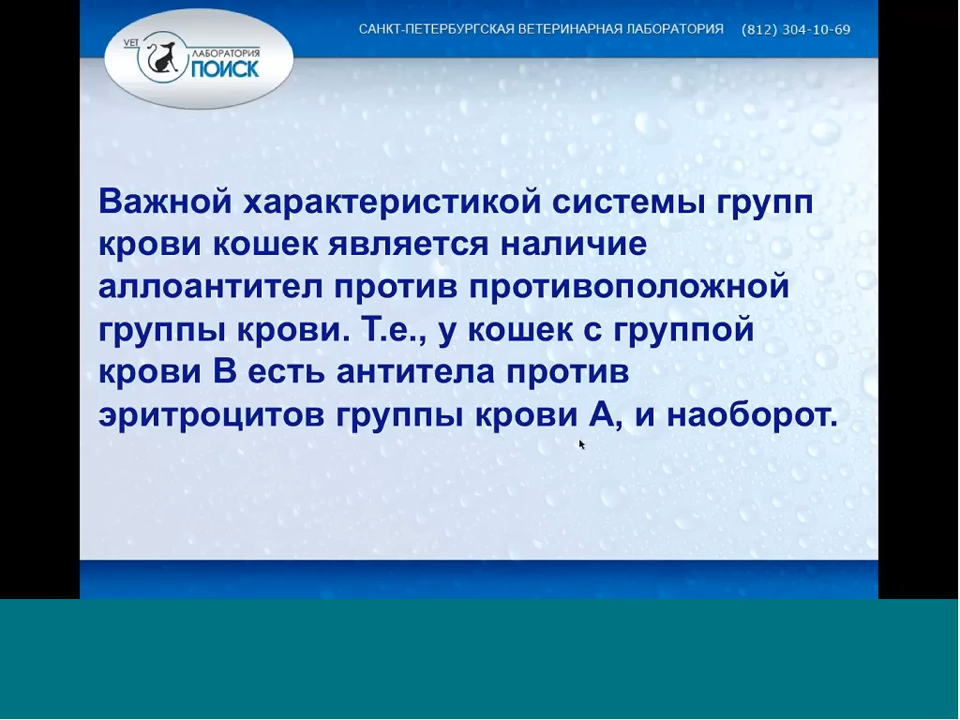 САНКТ-ПЕТЕРБУРГСКАЯ ВЕТЕРИНАРНАЯ ЛАБОРАТОРИЯ (812) 304-10-69
VET ЛАБОРАТОРИЯ
ПОИСК
Важной характеристикой системы групп
крови кошек является наличие
аллоантител против противоположной
группы крови. Т.е., у кошек с группой
крови В есть антитела против
эритроцитов группы крови А, и наоборот.